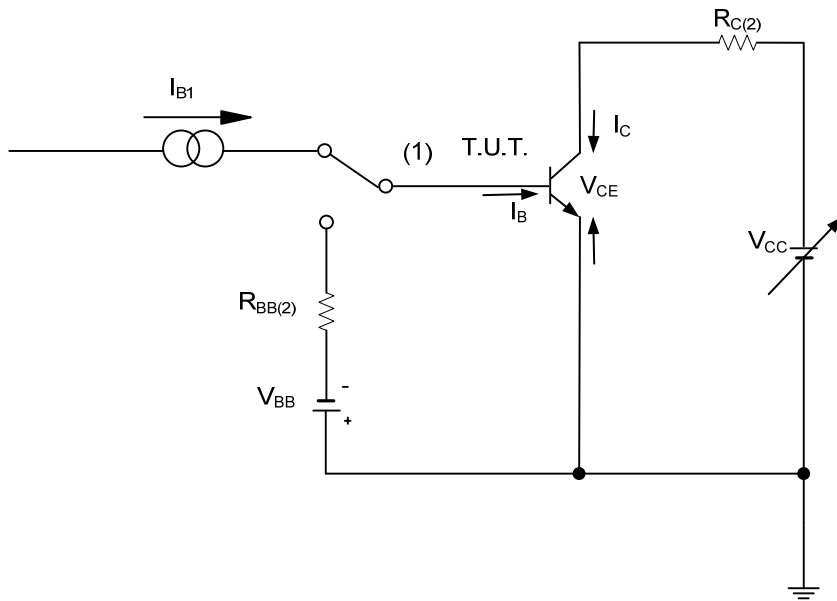 R_C(2)
I_B1
(1)
T.U.T.
I_C
V_CE
I_B
V_CC
R_BB(2)
V_BB
-
+